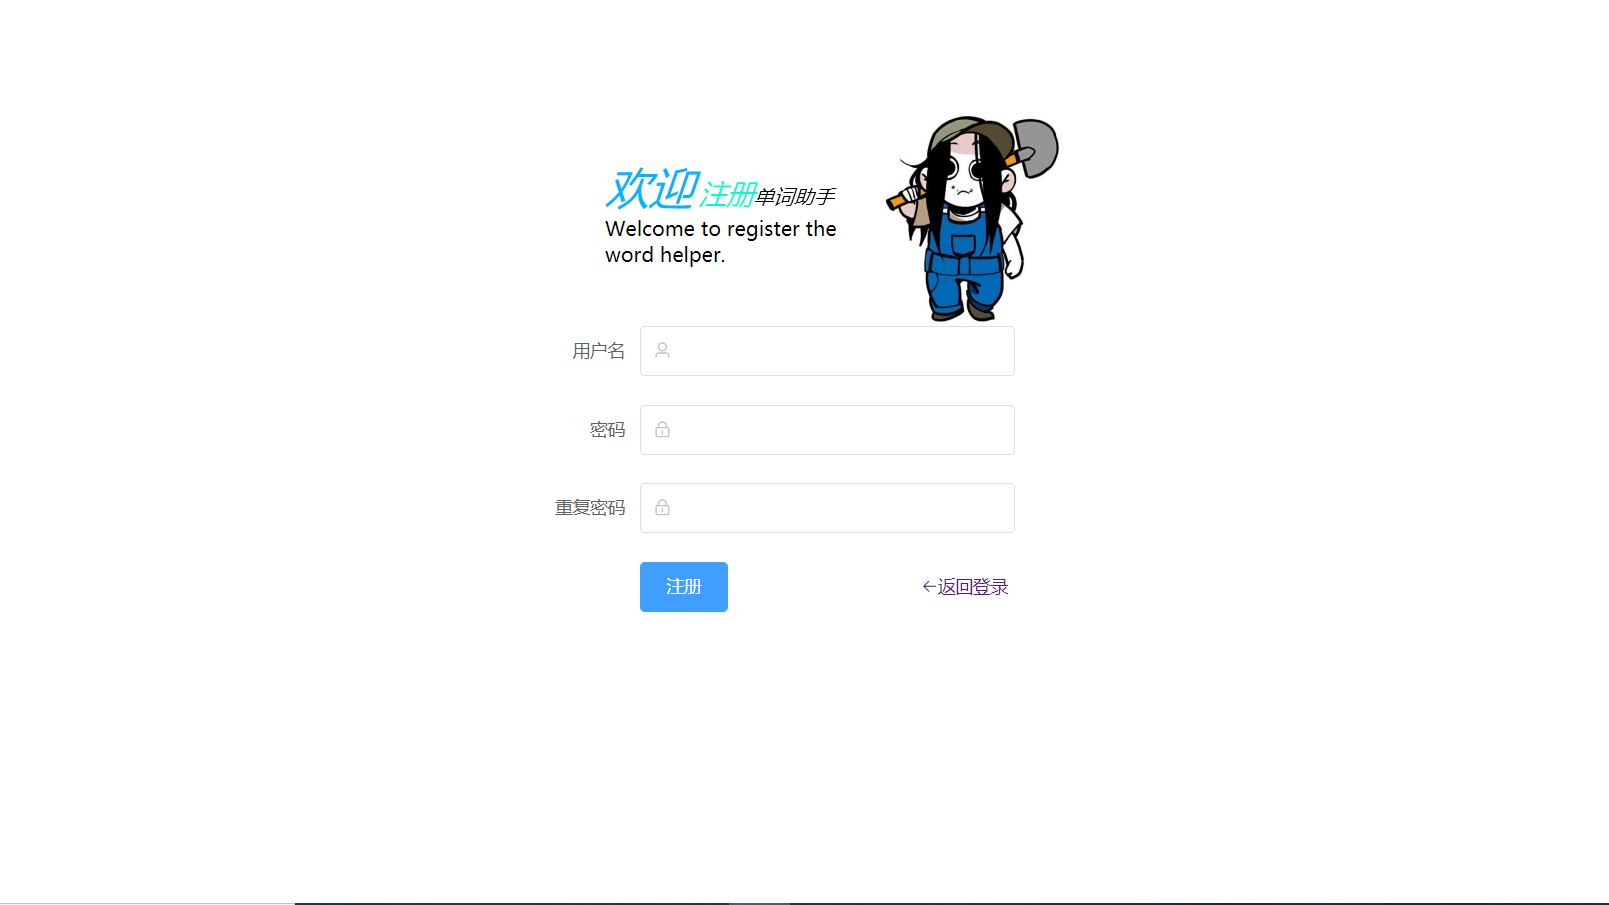 欢迎 注册单词助手
Welcome to register the
word helper.
用户名
密码
重复密码
注册
←返回登录